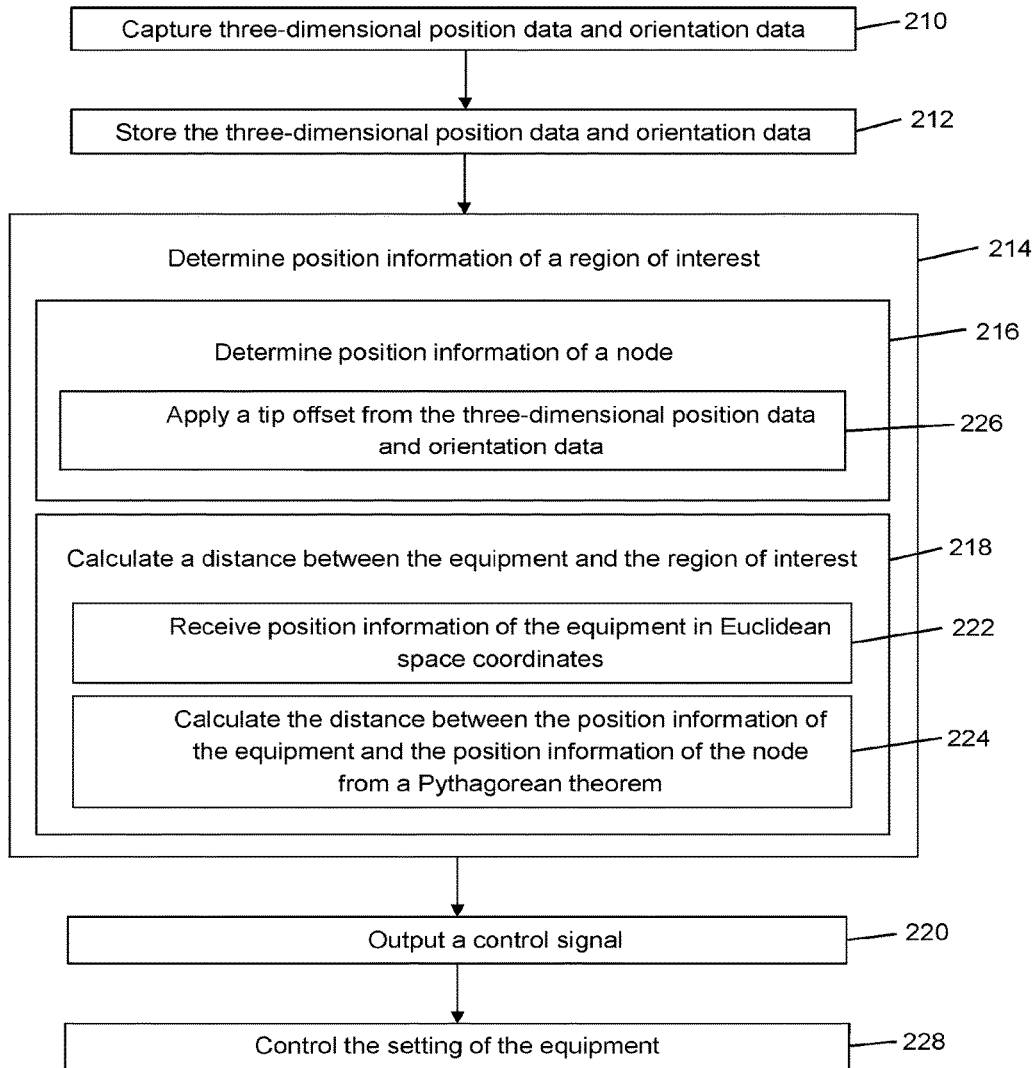 Capture three-dimensional position data and orientation data
210
Store the three-dimensional position data and orientation data
212
Determine position information of a region of interest
214
Determine position information of a node
216
Apply a tip offset from the three-dimensional position data
and orientation data
226
Calculate a distance between the equipment and the region of interest
218
Receive position information of the equipment in Euclidean
space coordinates
222
Calculate the distance between the position information of
the equipment and the position information of the node
from a Pythagorean theorem
224
Output a control signal
220
Control the setting of the equipment
228